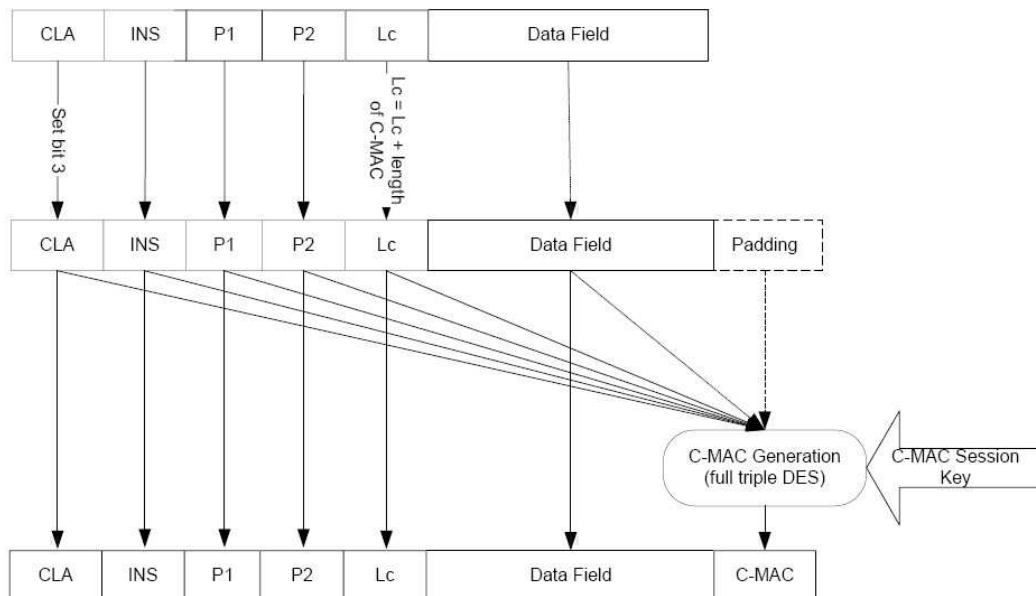 CLA INS P1 P2 Lc Data Field
Set bit 3
Lc = Lc + length
of C-MAC
CLA INS P1 P2 Lc Data Field Padding
C-MAC Generation
(full triple DES)
C-MAC Session
Key
CLA INS P1 P2 Lc Data Field C-MAC